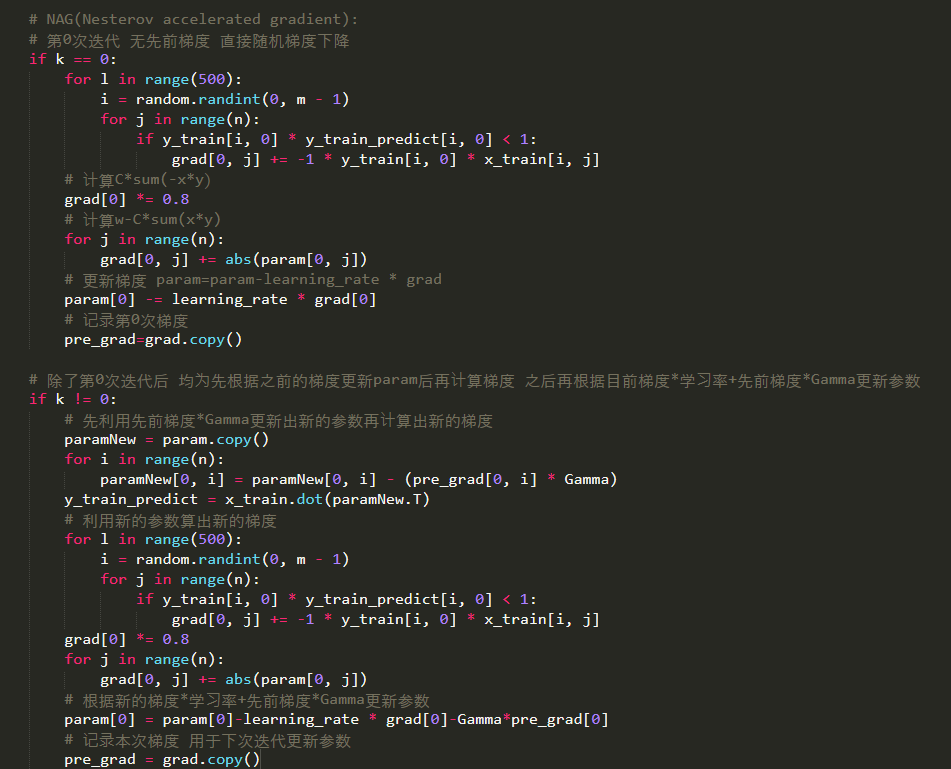 # NAG(Nesterov accelerated gradient):
# 第0次迭代 无先前梯度 直接随机梯度下降
if k == 0:
    for l in range(500):
        i = random.randint(0, m - 1)
        for j in range(n):
            if y_train[i, 0] * y_train_predict[i, 0] < 1:
                grad[0, j] += -1 * y_train[i, 0] * x_train[i, j]
    # 计算C*sum(-x*y)
    grad[0] *= 0.8
    # 计算w-C*sum(x*y)
    for j in range(n):
        grad[0, j] += abs(param[0, j])
    # 更新梯度 param=param-learning_rate * grad
    param[0] -= learning_rate * grad[0]
    # 记录第0次梯度
    pre_grad=grad.copy()

# 除了第0次迭代后 均为先根据之前的梯度更新param后再计算梯度 之后再根据目前梯度*学习率+先前梯度*Gamma更新参数
if k != 0:
    # 先利用先前梯度*Gamma更新出新的参数再计算出新的梯度
    paramNew = param.copy()
    for i in range(n):
        paramNew[0, i] = paramNew[0, i] - (pre_grad[0, i] * Gamma)
    y_train_predict = x_train.dot(paramNew.T)
    # 利用新的参数算出新的梯度
    for l in range(500):
        i = random.randint(0, m - 1)
        for j in range(n):
            if y_train[i, 0] * y_train_predict[i, 0] < 1:
                grad[0, j] += -1 * y_train[i, 0] * x_train[i, j]
    grad[0] *= 0.8
    for j in range(n):
        grad[0, j] += abs(param[0, j])
    # 根据新的梯度*学习率+先前梯度*Gamma更新参数
    param[0] = param[0]-learning_rate * grad[0]-Gamma*pre_grad[0]
    # 记录本次梯度 用于下次迭代更新参数
    pre_grad = grad.copy()